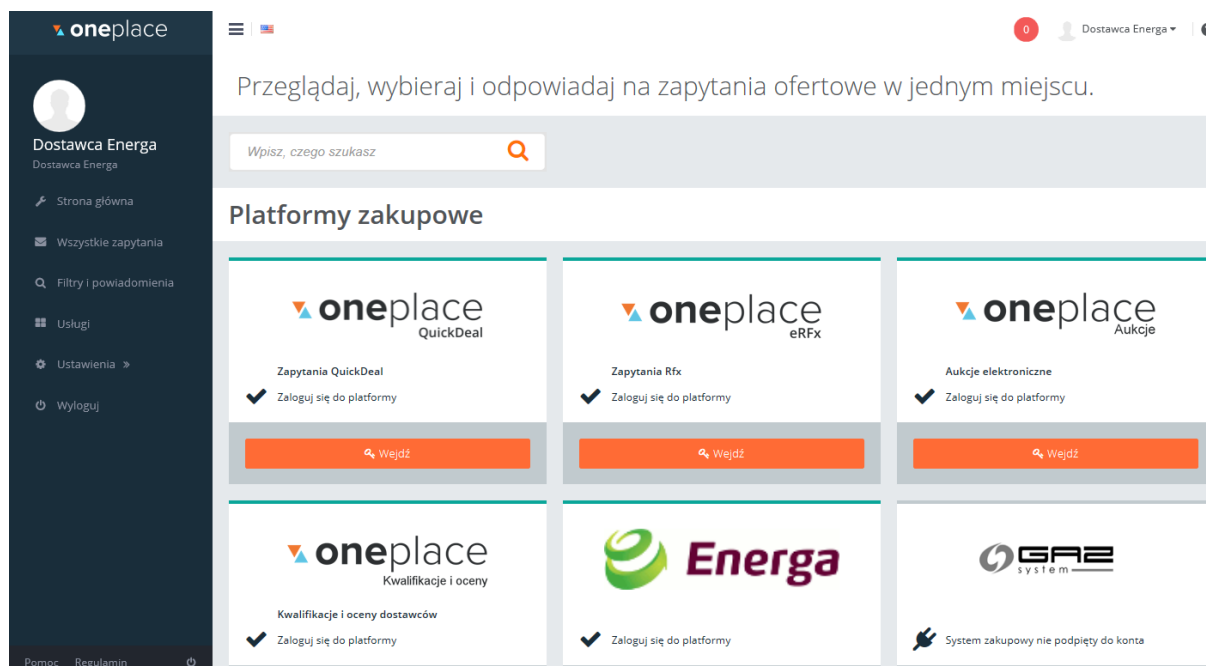 oneplace
0
Dostawca Energa
Przeglądaj, wybieraj i odpowiadaj na zapytania ofertowe w jednym miejscu.
Dostawca Energa
Dostawca Energa
Strona główna
Wszystkie zapytania
Filtry i powiadomienia
Usługi
Ustawienia »
Wyloguj
Pomoc Regulamin
Wpisz, czego szukasz
Platformy zakupowe
oneplace
QuickDeal
Zapytania QuickDeal
Zaloguj się do platformy
Wejdź
oneplace
eRFx
Zapytania Rfx
Zaloguj się do platformy
Wejdź
oneplace
Aukcje
Aukcje elektroniczne
Zaloguj się do platformy
Wejdź
oneplace
Kwalifikacje i oceny
Kwalifikacje i oceny dostawców
Zaloguj się do platformy
Energa
Zaloguj się do platformy
GAZ
system
System zakupowy nie podpięty do konta